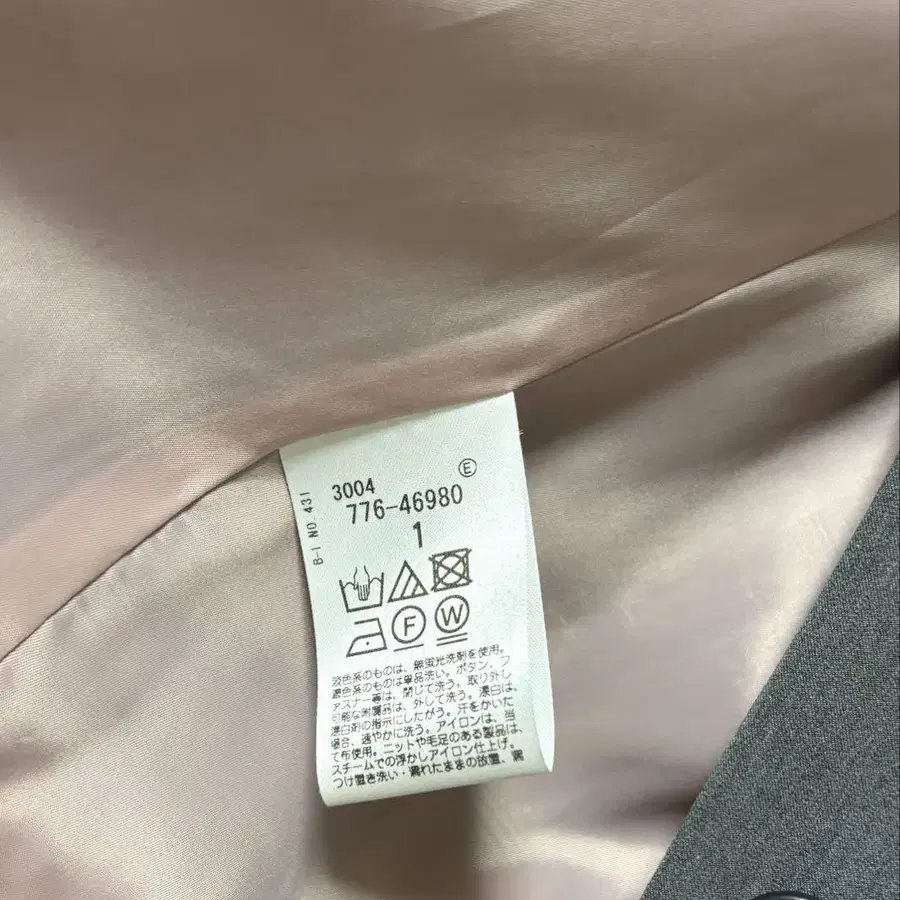 Ⓔ
3004
776-46980
1
B-I NO.431
F W
淡色系のものは、無蛍光洗剤を使用。
濃色系のものは単品洗い。ボタン、フ
ァスナー等は、閉じて洗う。取り外し
可能な附属品は、外して洗う。漂白は、
漂白剤の指示にしたがう。汗をかいた
場合、速やかに洗う。アイロンは、当
て布使用。ニットや毛足のある製品は、
スチームでの浮かしアイロン仕上げ。
つけ置き洗い・濡れたままの放置、濡